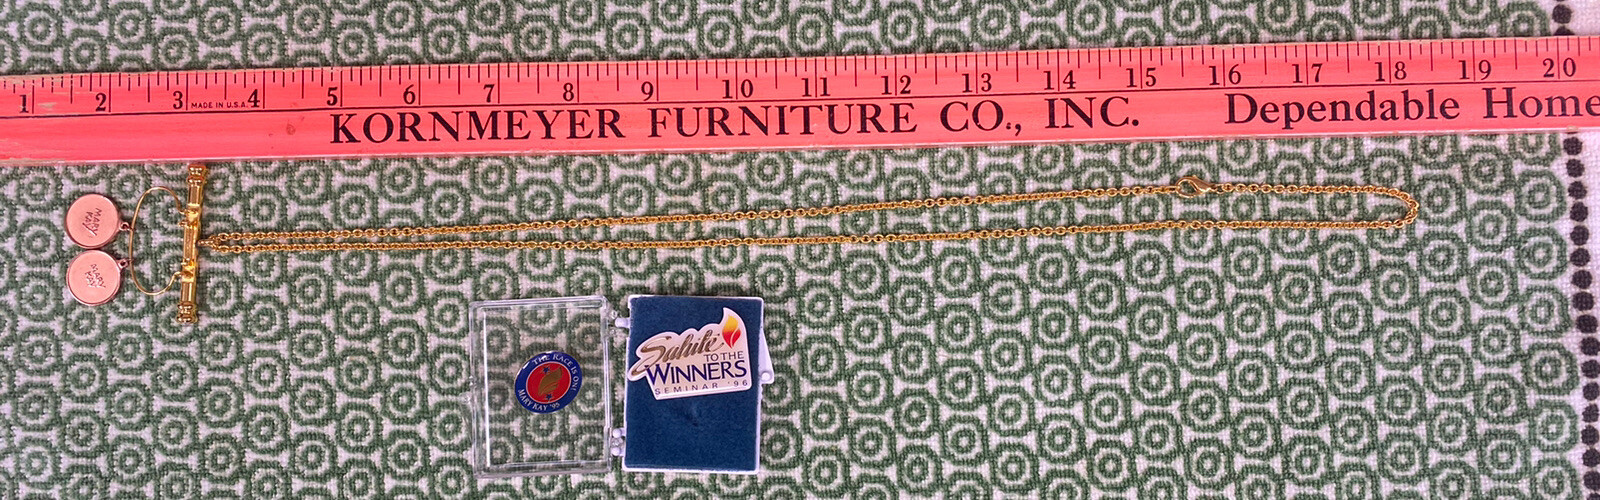 1 2 3 MADE IN U.S.A. 4 5 6 7 8 9 10 11 12 13 14 15 16 17 18 19 20
KORNMEYER FURNITURE CO., INC. Dependable Home
MARY
KAY
MARY
KAY
THE RACE IS ON!
MARY KAY '96
Salute
TO THE
WINNERS
SEMINAR '96